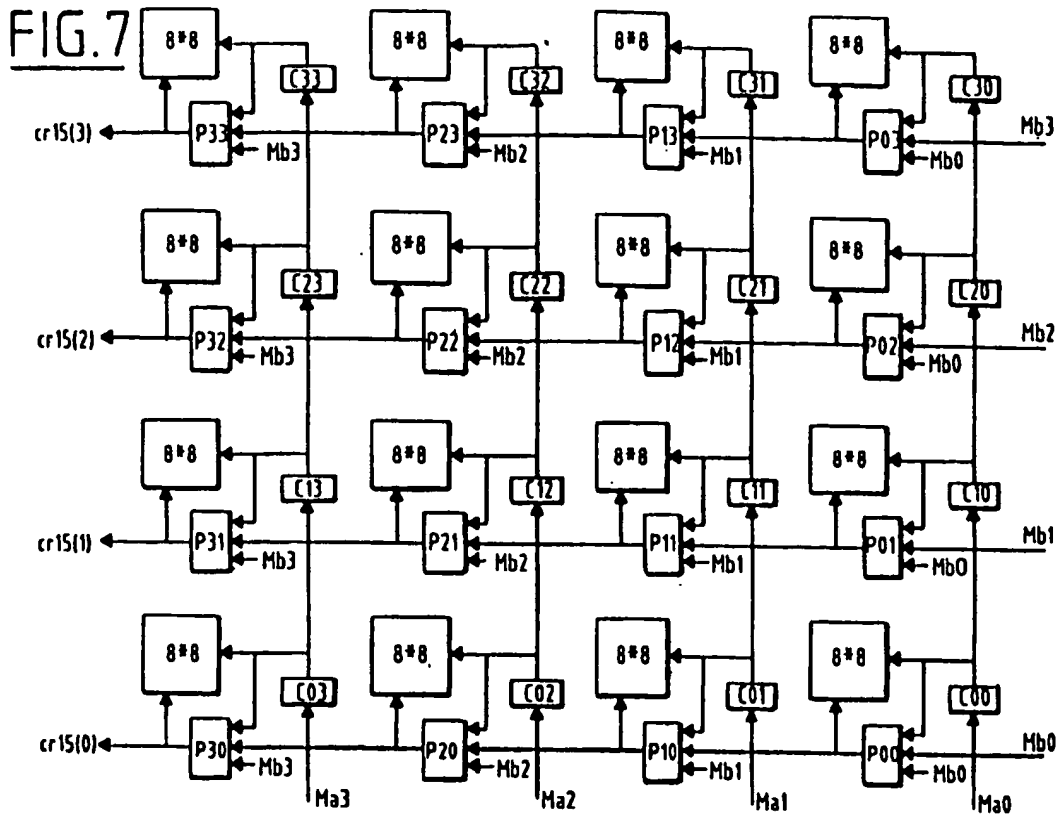 FIG.7
8*8 8*8 8*8 8*8
C33 C32 C31 C30
cr15(3) P33 P23 P13 P03 Mb3
Mb3 Mb2 Mb1 Mb0
8*8 8*8 8*8 8*8
C23 C22 C21 C20
cr15(2) P32 P22 P12 P02 Mb2
Mb3 Mb2 Mb1 Mb0
8*8 8*8 8*8 8*8
C13 C12 C11 C10
cr15(1) P31 P21 P11 P01 Mb1
Mb3 Mb2 Mb1 Mb0
8*8 8*8 8*8 8*8
C03 C02 C01 C00
cr15(0) P30 P20 P10 P00 Mb0
Mb3 Mb2 Mb1 Mb0
Ma3 Ma2 Ma1 Ma0